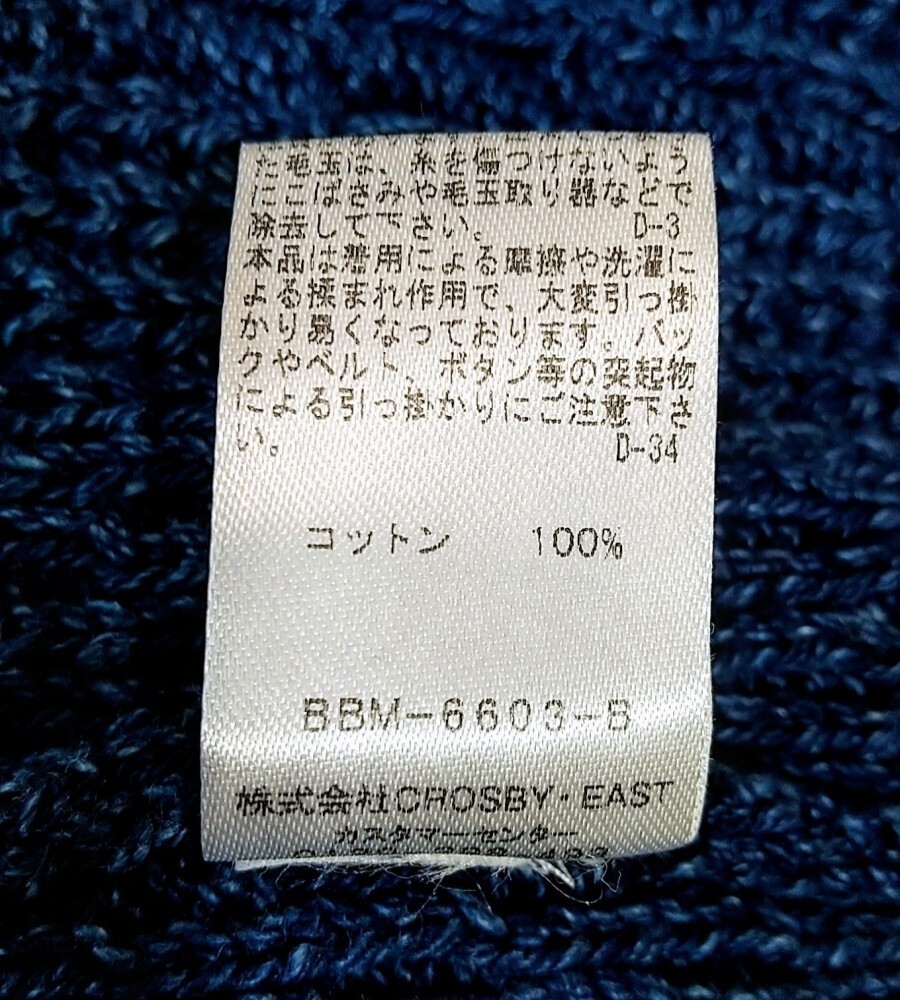 た毛玉は、糸を傷つけないよう
にこばさみや毛玉取り器などで
除去して下さい。 D-3
本品は着用による摩擦や洗濯に
よる揉まれ作用で、大変引っ掛
かり易くなっております。バッ
クやベルト、ボタン等の突起物
による引っ掛かりにご注意下さ
い。 D-34
コットン 100%
BBM-6603-B
株式会社CROSBY・EAST
カスタマーセンター